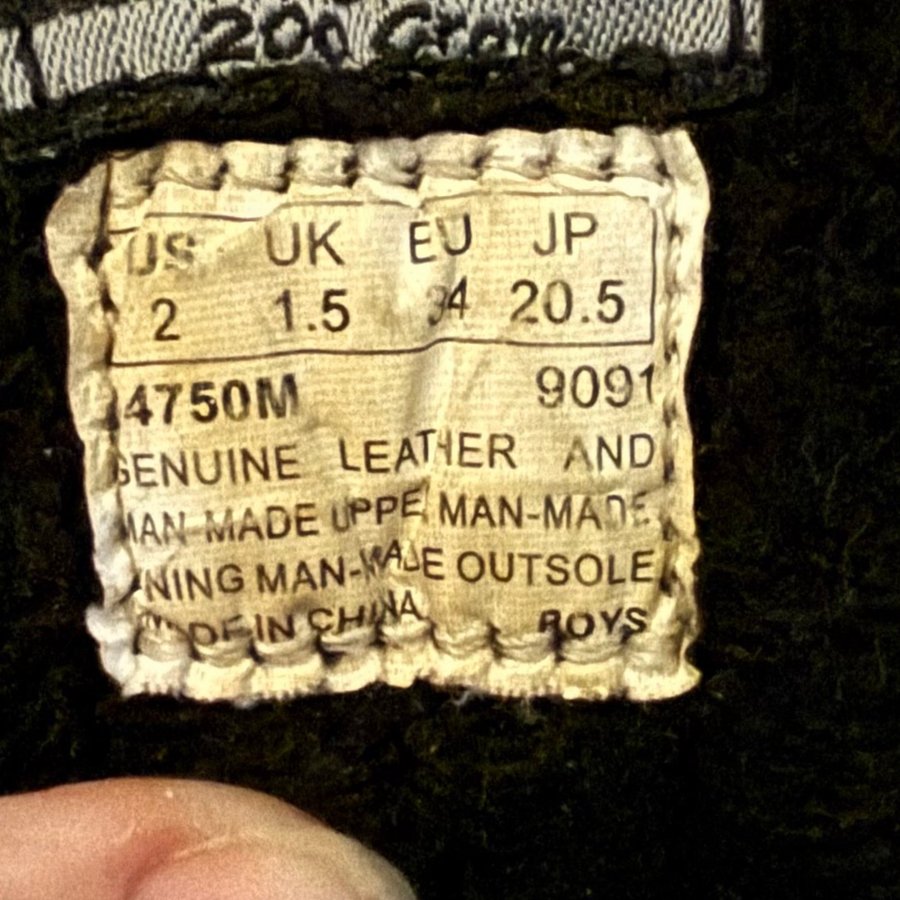 200 Gram
US UK EU JP
2 1.5 34 20.5
4750M 9091
GENUINE LEATHER AND
MAN-MADE UPPER MAN-MADE
LINING MAN-MADE OUTSOLE
MADE IN CHINA BOYS